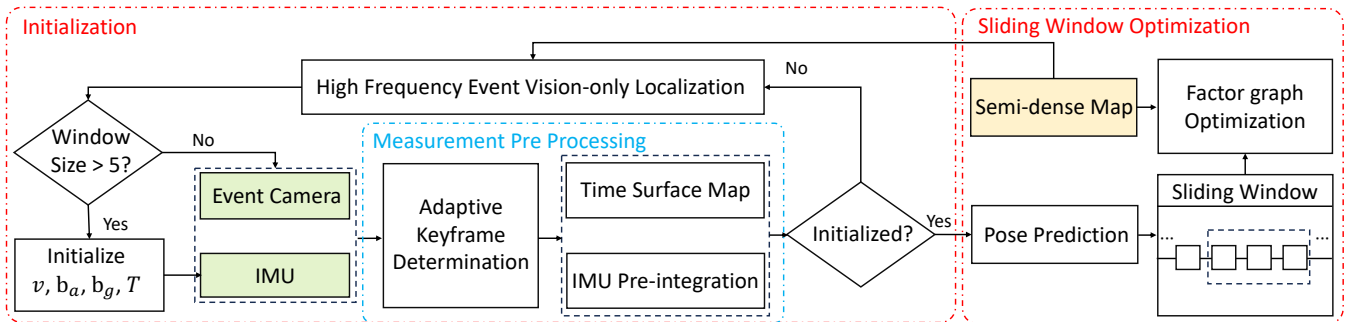 Initialization
Sliding Window Optimization
No
High Frequency Event Vision-only Localization
Semi-dense Map
Factor graph
Optimization
Window
Size > 5?
No
Measurement Pre Processing
Event Camera
Adaptive
Keyframe
Determination
Time Surface Map
Sliding Window
Yes
Initialized?
Yes
Pose Prediction
... ...
Initialize
v, b_a, b_g, T
IMU
IMU Pre-integration